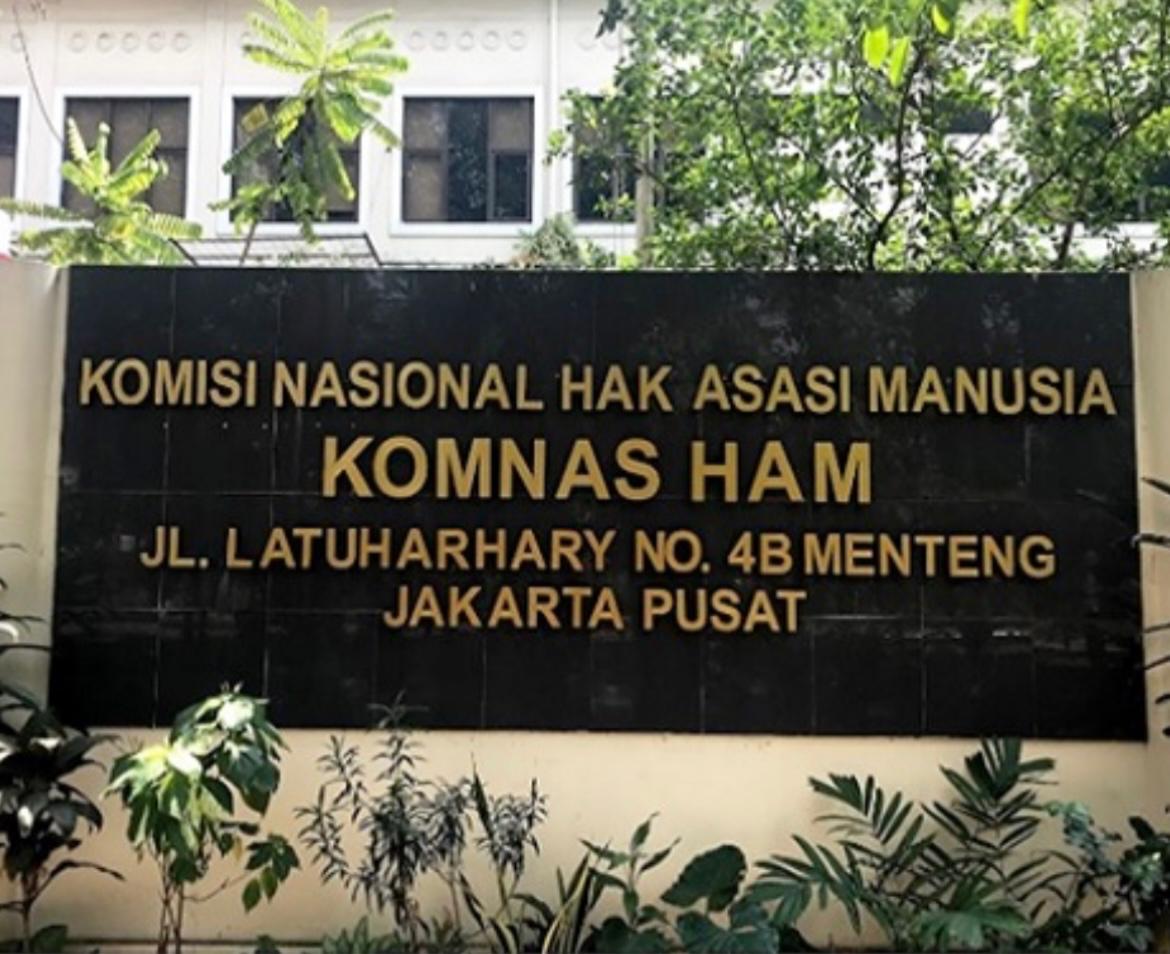 KOMISI NASIONAL HAK ASASI MANUSIA
KOMNAS HAM
JL. LATUHARHARY NO. 4B MENTENG
JAKARTA PUSAT